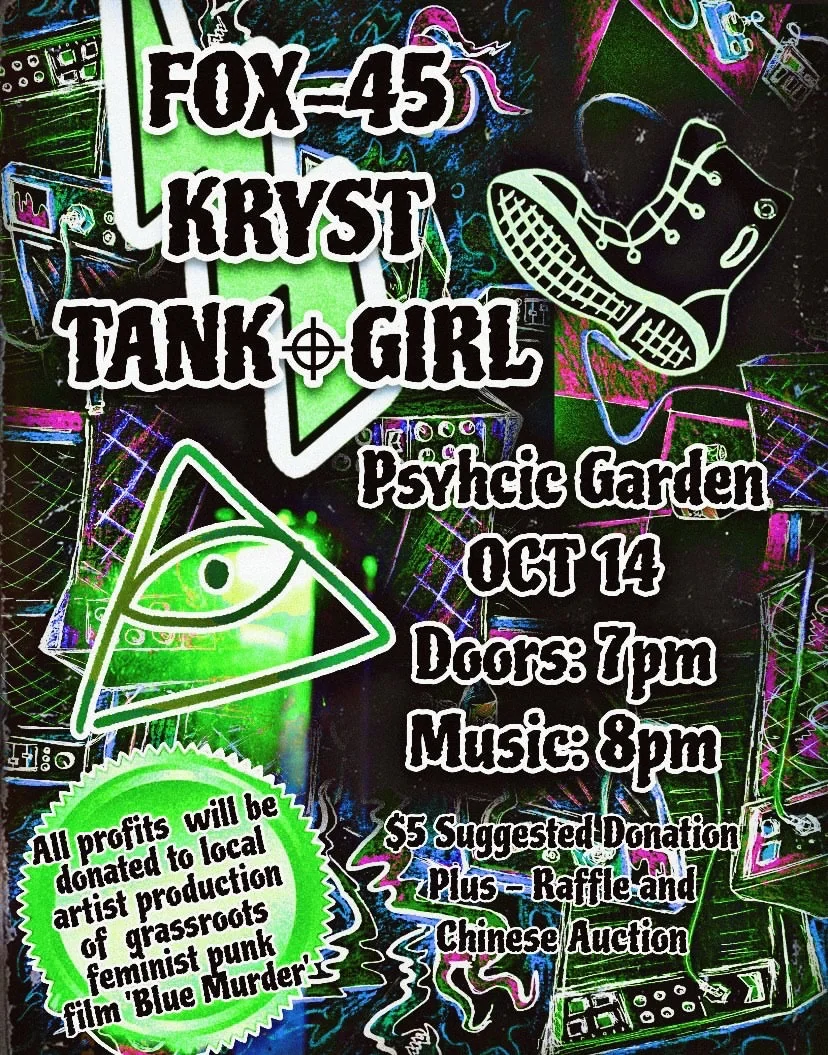 FOX-45
KRYST
TANK⌖GIRL
Psyhcic Garden
OCT 14
Doors: 7pm
Music: 8pm
$5 Suggested Donation
Plus - Raffle and
Chinese Auction
All profits will be
donated to local
artist production
of grassroots
feminist punk
film 'Blue Murder'